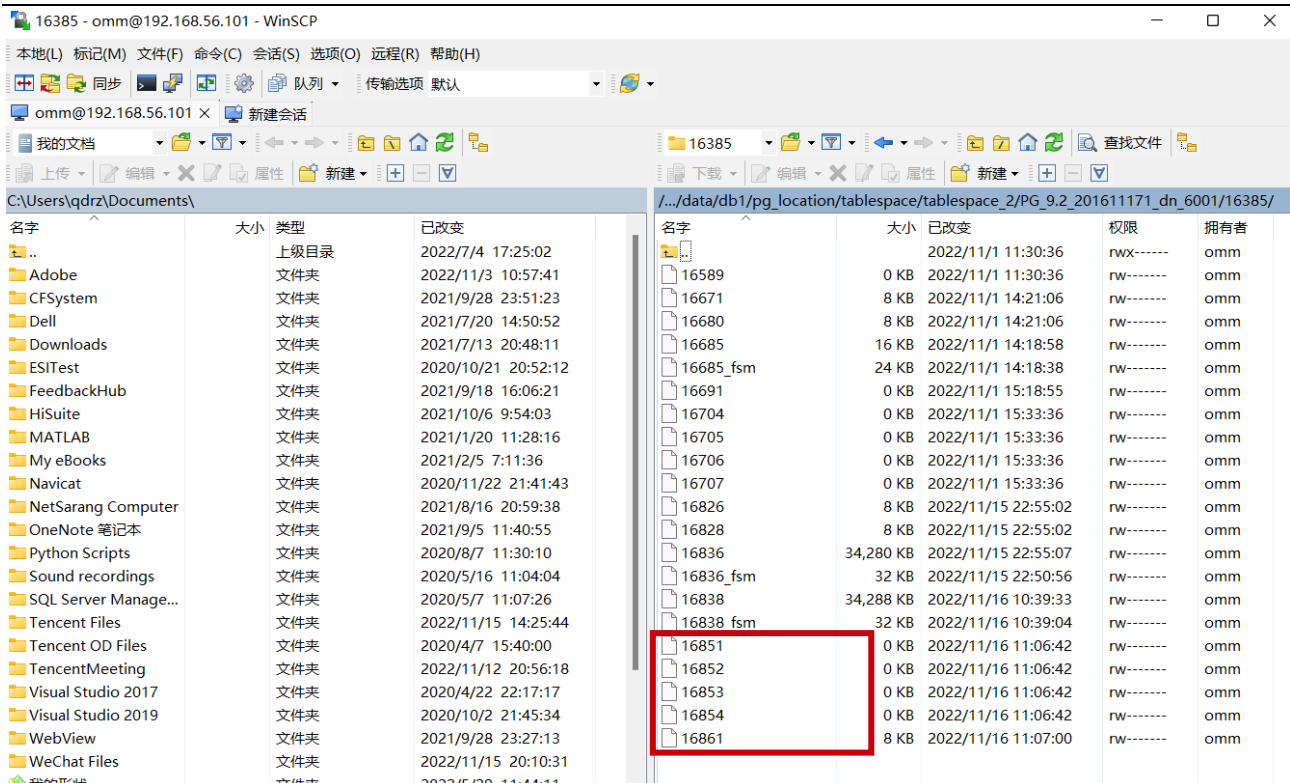 16385 - omm@192.168.56.101 - WinSCP
本地(L) 标记(M) 文件(F) 命令(C) 会话(S) 选项(O) 远程(R) 帮助(H)
同步 队列 传输选项 默认
omm@192.168.56.101 × 新建会话
我的文档
上传 编辑 属性 新建
C:\Users\qdrz\Documents\
名字 大小 类型 已改变
.. 上级目录 2022/7/4 17:25:02
Adobe 文件夹 2022/11/3 10:57:41
CFSystem 文件夹 2021/9/28 23:51:23
Dell 文件夹 2021/7/20 14:50:52
Downloads 文件夹 2021/7/13 20:48:11
ESITest 文件夹 2020/10/21 20:52:12
FeedbackHub 文件夹 2021/9/18 16:06:21
HiSuite 文件夹 2021/10/6 9:54:03
MATLAB 文件夹 2021/1/20 11:28:16
My eBooks 文件夹 2021/2/5 7:11:36
Navicat 文件夹 2020/11/22 21:41:43
NetSarang Computer 文件夹 2021/8/16 20:59:38
OneNote 笔记本 文件夹 2021/9/5 11:40:55
Python Scripts 文件夹 2020/8/7 11:30:10
Sound recordings 文件夹 2020/5/16 11:04:04
SQL Server Manage... 文件夹 2020/5/7 11:07:26
Tencent Files 文件夹 2022/11/15 14:25:44
Tencent OD Files 文件夹 2020/4/7 15:40:00
TencentMeeting 文件夹 2022/11/12 20:56:18
Visual Studio 2017 文件夹 2020/4/22 22:17:17
Visual Studio 2019 文件夹 2020/10/2 21:45:34
WebView 文件夹 2021/9/28 23:27:13
WeChat Files 文件夹 2022/11/15 20:10:31
16385 查找文件
下载 编辑 属性 新建
/.../data/db1/pg_location/tablespace/tablespace_2/PG_9.2_201611171_dn_6001/16385/
名字 大小 已改变 权限 拥有者
.. 2022/11/1 11:30:36 rwx------ omm
16589 0 KB 2022/11/1 11:30:36 rw------- omm
16671 8 KB 2022/11/1 14:21:06 rw------- omm
16680 8 KB 2022/11/1 14:21:06 rw------- omm
16685 16 KB 2022/11/1 14:18:58 rw------- omm
16685_fsm 24 KB 2022/11/1 14:18:38 rw------- omm
16691 0 KB 2022/11/1 15:18:55 rw------- omm
16704 0 KB 2022/11/1 15:33:36 rw------- omm
16705 0 KB 2022/11/1 15:33:36 rw------- omm
16706 0 KB 2022/11/1 15:33:36 rw------- omm
16707 0 KB 2022/11/1 15:33:36 rw------- omm
16826 8 KB 2022/11/15 22:55:02 rw------- omm
16828 8 KB 2022/11/15 22:55:02 rw------- omm
16836 34,280 KB 2022/11/15 22:55:07 rw------- omm
16836_fsm 32 KB 2022/11/15 22:50:56 rw------- omm
16838 34,288 KB 2022/11/16 10:39:33 rw------- omm
16838_fsm 32 KB 2022/11/16 10:39:04 rw------- omm
16851 0 KB 2022/11/16 11:06:42 rw------- omm
16852 0 KB 2022/11/16 11:06:42 rw------- omm
16853 0 KB 2022/11/16 11:06:42 rw------- omm
16854 0 KB 2022/11/16 11:06:42 rw------- omm
16861 8 KB 2022/11/16 11:07:00 rw------- omm